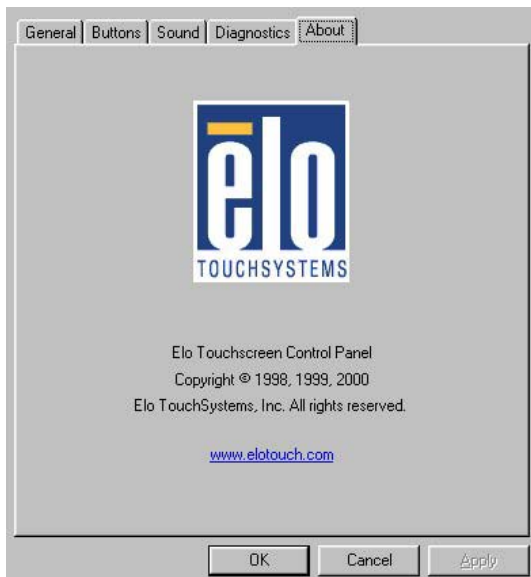 General Buttons Sound Diagnostics About
ēlo
TOUCHSYSTEMS
Elo Touchscreen Control Panel
Copyright © 1998, 1999, 2000
Elo TouchSystems, Inc. All rights reserved.
www.elotouch.com
OK Cancel Apply